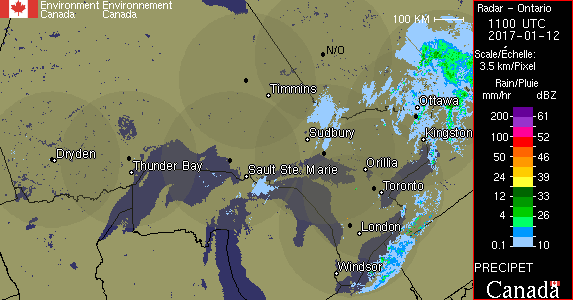 Environment Environnement
Canada Canada
100 KM
N/O
Timmins
Ottawa
Sudbury
Kingston
Dryden
Thunder Bay
Sault Ste. Marie
Orillia
Toronto
London
Windsor
Radar - Ontario
1100 UTC
2017-01-12
Scale/Échelle:
3.5 km/Pixel
Rain/Pluie
mm/hr dBZ
200 61
100 52
50 46
24 39
12 33
4 26
0.1 10
PRECIPET
Canada